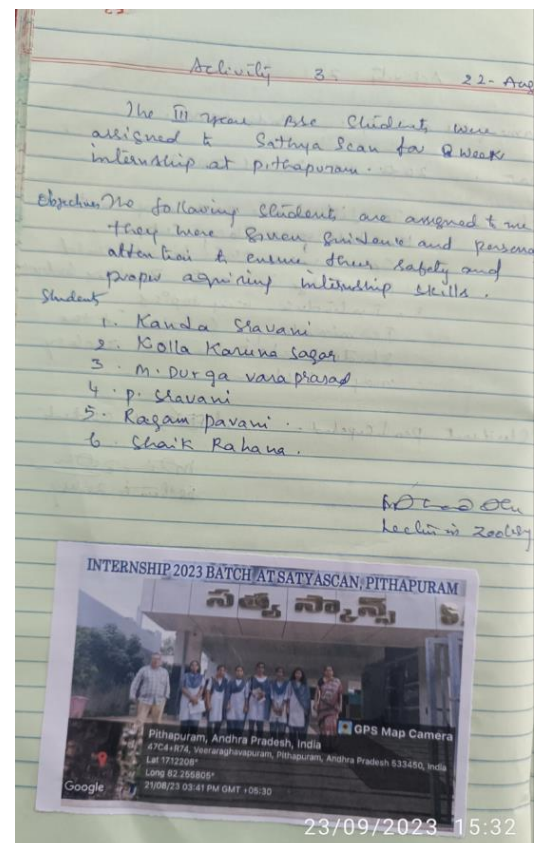 Activity 3
22-Aug
The III year BSc students were
assigned to Sathya Scan for 8 week
internship at pithapuram.
Objective The following students are assigned to me
they were given guidance and persona
attention to ensure their safety and
proper aquiring internship skills.
Students
1. Kanda Sravani
2. Kolla Karuna sagar
3. M. Durga vara prasad
4. P. Sravani
5. Ragam pavani.
6. Shaik Rahana.
in Zoology
INTERNSHIP 2023 BATCH AT SATYASCAN, PITHAPURAM
సత్య స్కాన్స్
GPS Map Camera
Pithapuram, Andhra Pradesh, India
47C4+R74, Veeraraghavapuram, Pithapuram, Andhra Pradesh 533450, India
Lat
Long 82.255805°
21/08/23 03:41 PM GMT +05:30
Google
23/09/2023 15:32